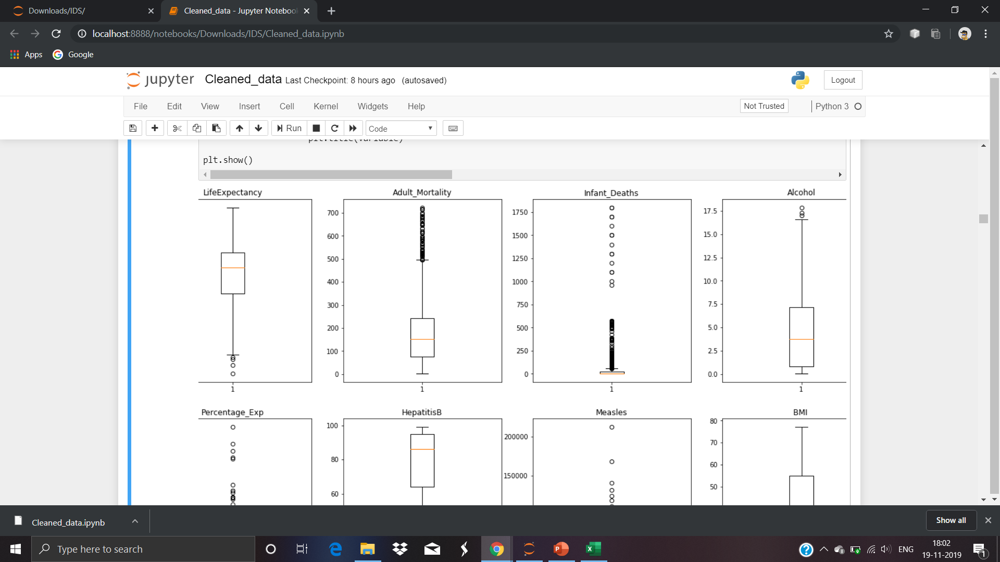 Downloads/IDS/
Cleaned_data - Jupyter Notebook
localhost:8888/notebooks/Downloads/IDS/Cleaned_data.ipynb
Apps
Google
jupyter
Cleaned_data Last Checkpoint: 8 hours ago (autosaved)
Logout
File Edit View Insert Cell Kernel Widgets Help
Not Trusted
Python 3
Run
Code
plt.title(variable)
plt.show()
LifeExpectancy
1
Adult_Mortality
700
600
500
400
300
200
100
0
1
Infant_Deaths
1750
1500
1250
1000
750
500
250
0
1
Alcohol
17.5
15.0
12.5
10.0
7.5
5.0
2.5
0.0
1
Percentage_Exp
HepatitisB
100
80
60
Measles
200000
150000
BMI
80
70
60
50
Cleaned_data.ipynb
Show all
Type here to search
ENG
18:02
19-11-2019
1